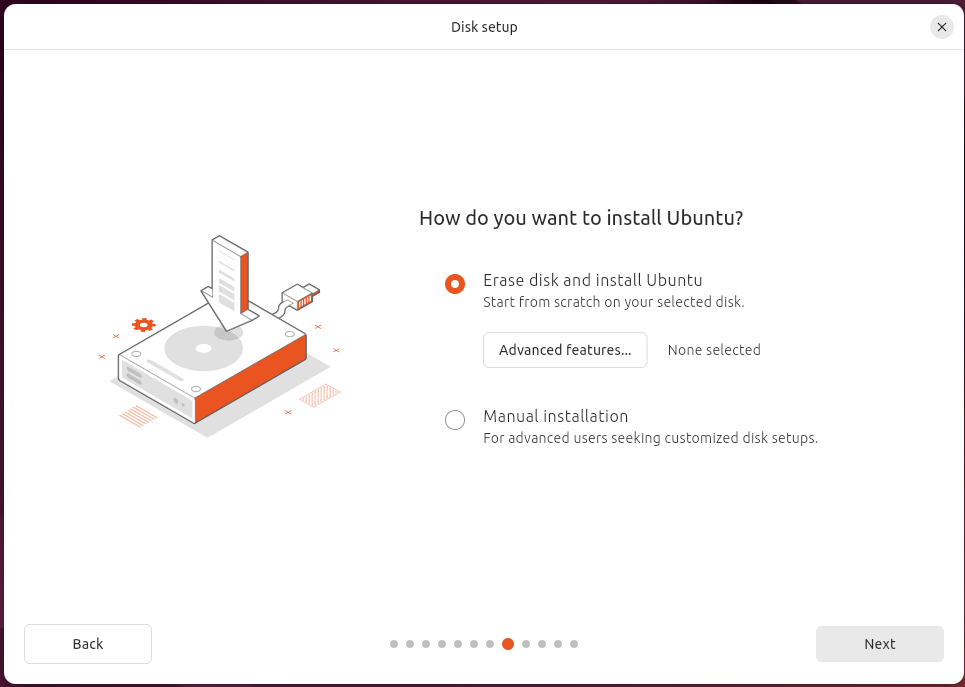 Disk setup
How do you want to install Ubuntu?
Erase disk and install Ubuntu
Start from scratch on your selected disk.
Advanced features... None selected
Manual installation
For advanced users seeking customized disk setups.
Back Next